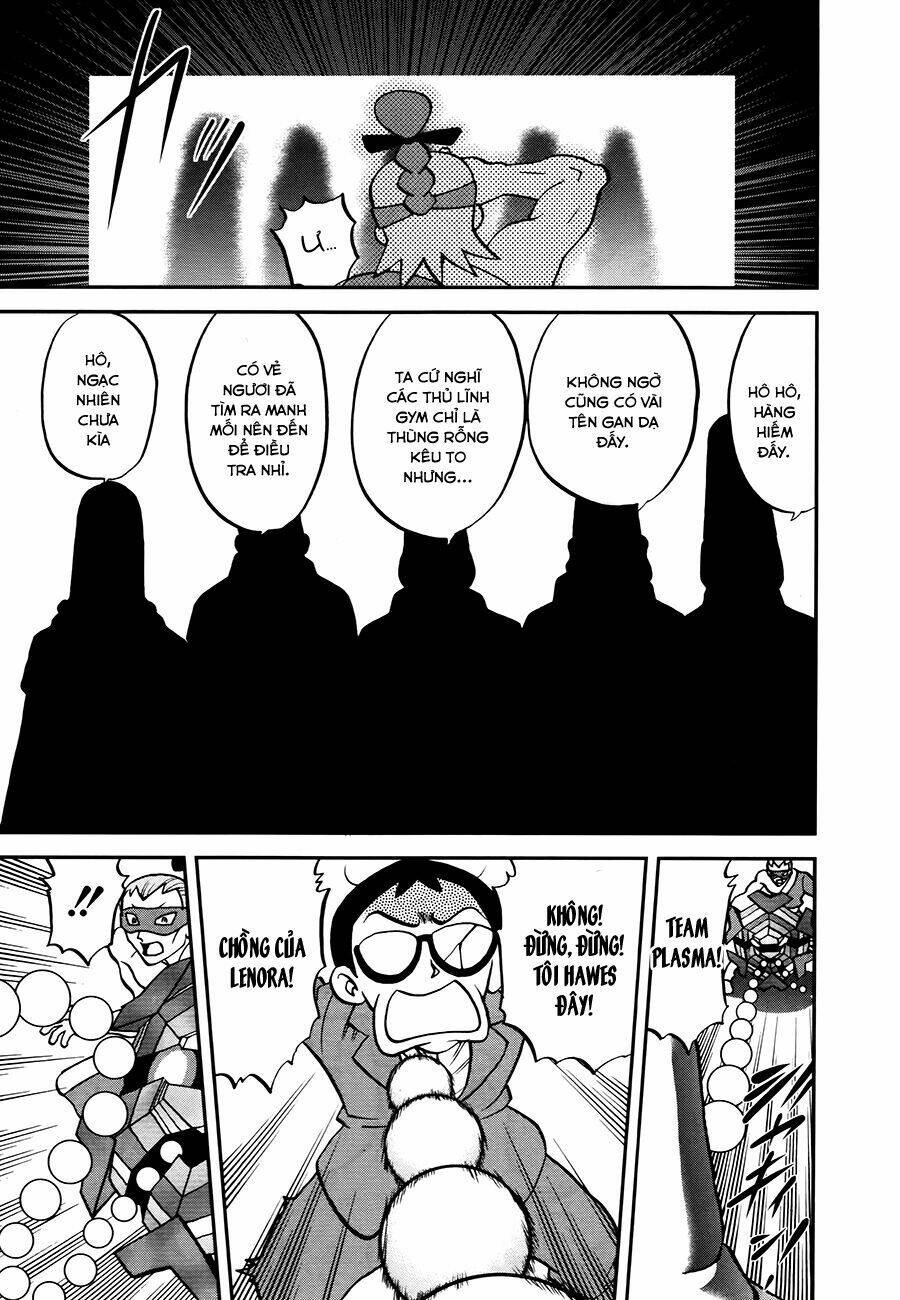 カッ
Ư...
HÔ HÔ,
HÀNG
HIẾM
ĐẤY.
KHÔNG NGỜ
CŨNG CÓ VÀI
TÊN GAN DẠ
ĐẤY.
TA CỨ NGHĨ
CÁC THỦ LĨNH
GYM CHỈ LÀ
THÙNG RỖNG
KÊU TO
NHƯNG...
CÓ VẺ
NGƯƠI ĐÃ
TÌM RA MANH
MỐI NÊN ĐẾN
ĐỂ ĐIỀU
TRA NHỈ.
HÔ,
NGẠC
NHIÊN
CHƯA
KÌA
TEAM
PLASMA!
KHÔNG!
ĐỪNG, ĐỪNG!
TÔI HAWES
ĐÂY!
CHỒNG CỦA
LENORA!
!!